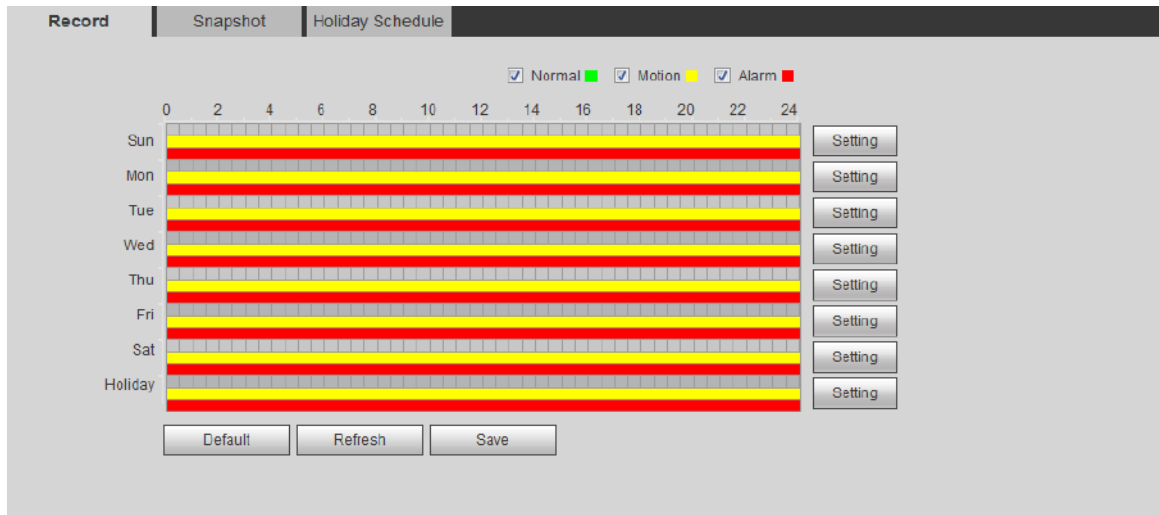 Record Snapshot Holiday Schedule
Normal Motion Alarm
0 2 4 6 8 10 12 14 16 18 20 22 24
Sun Setting
Mon Setting
Tue Setting
Wed Setting
Thu Setting
Fri Setting
Sat Setting
Holiday Setting
Default Refresh Save